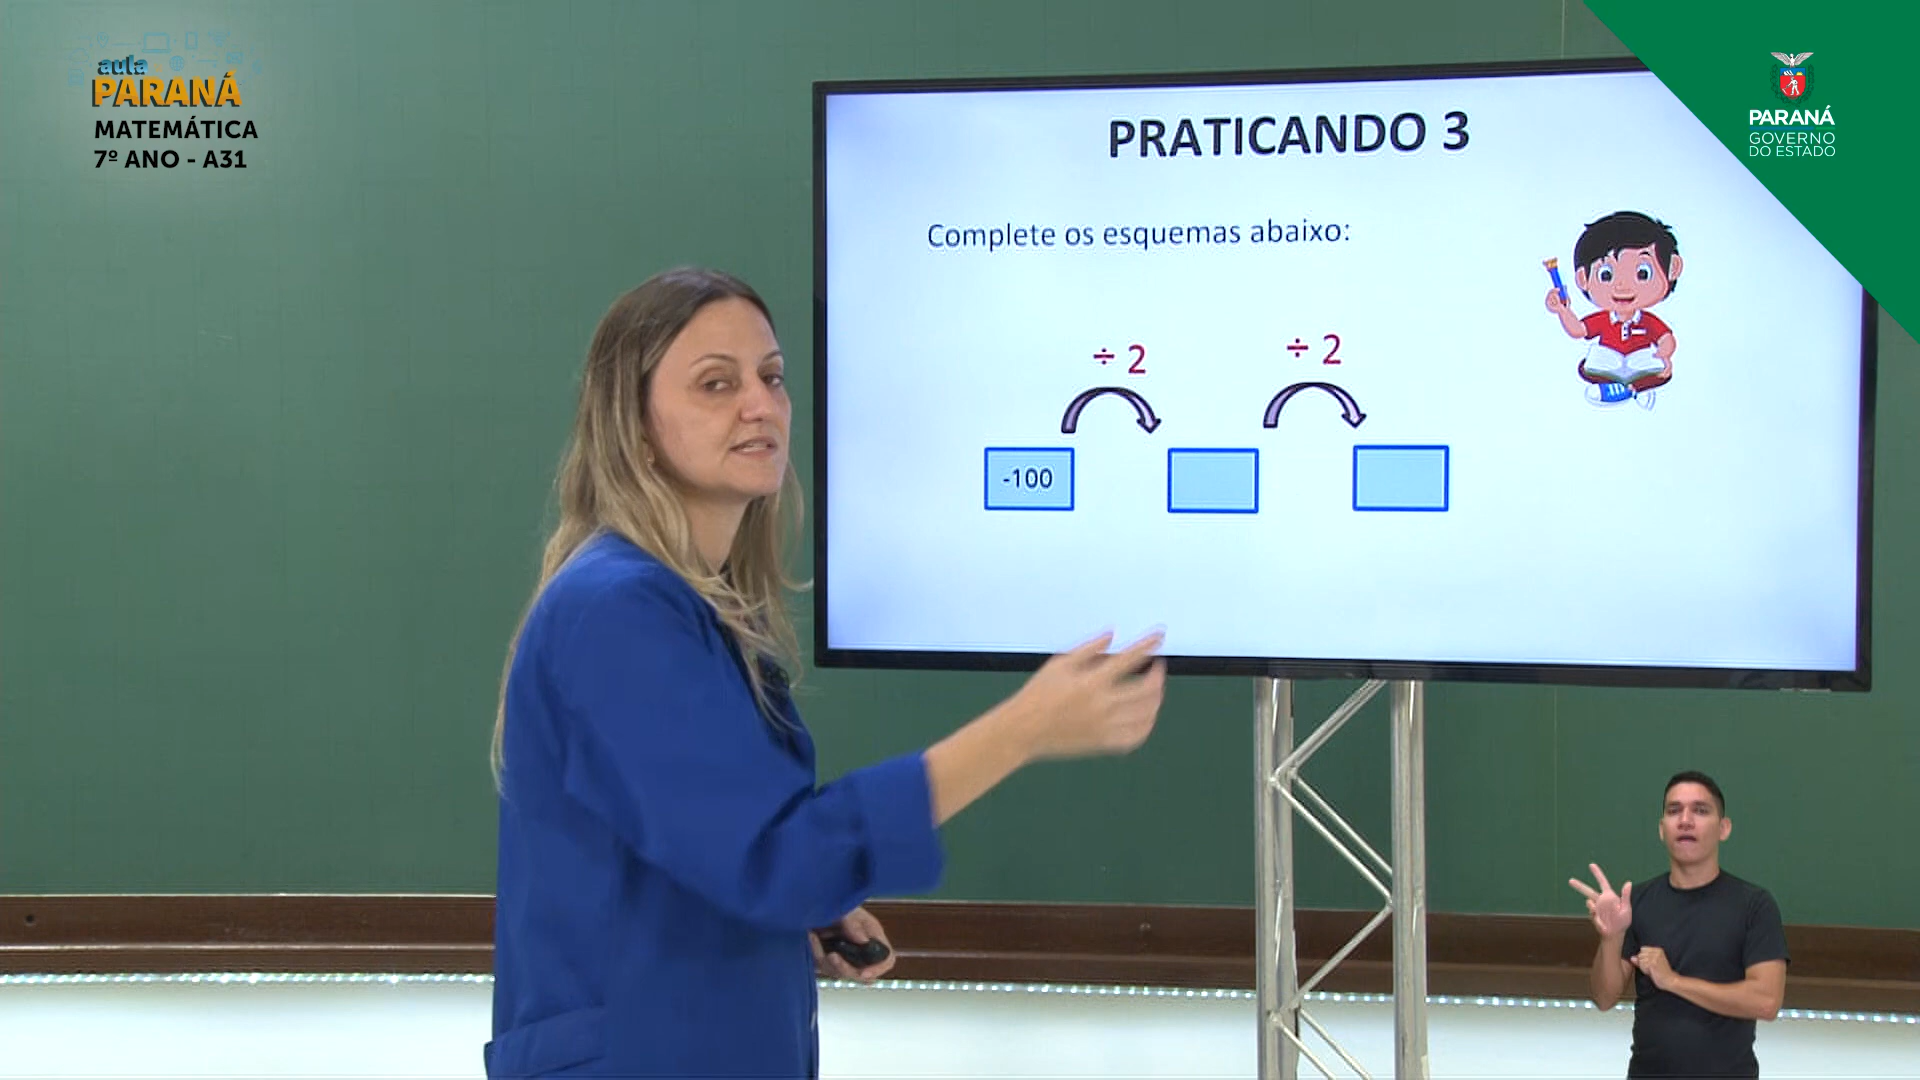 aula
PARANÁ
MATEMÁTICA
7º ANO - A31
PRATICANDO 3
PARANÁ
GOVERNO
DO ESTADO
Complete os esquemas abaixo:
÷ 2
÷ 2
-100